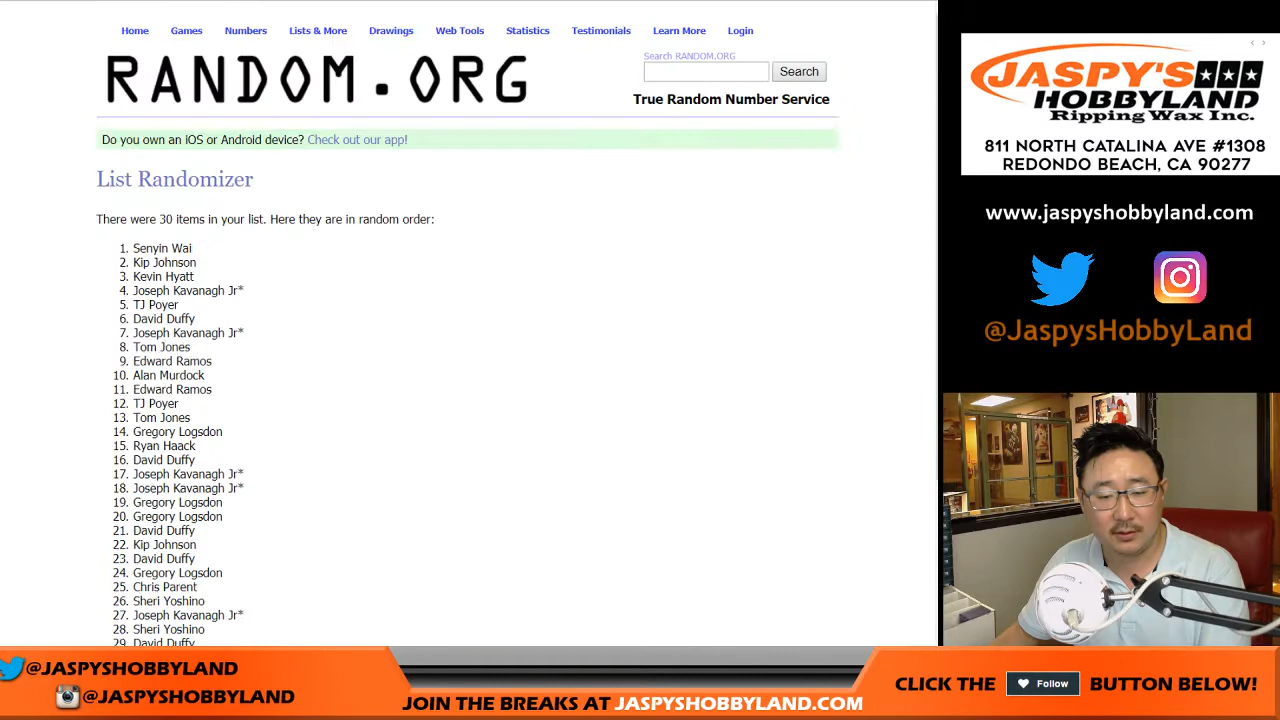 Home Games Numbers Lists & More Drawings Web Tools Statistics Testimonials Learn More Login
RANDOM.ORG
Search RANDOM.ORG
Search
True Random Number Service
Do you own an iOS or Android device? Check out our app!
List Randomizer
There were 30 items in your list. Here they are in random order:
1. Senyin Wai
2. Kip Johnson
3. Kevin Hyatt
4. Joseph Kavanagh Jr*
5. TJ Poyer
6. David Duffy
7. Joseph Kavanagh Jr*
8. Tom Jones
9. Edward Ramos
10. Alan Murdock
11. Edward Ramos
12. TJ Poyer
13. Tom Jones
14. Gregory Logsdon
15. Ryan Haack
16. David Duffy
17. Joseph Kavanagh Jr*
18. Joseph Kavanagh Jr*
19. Gregory Logsdon
20. Gregory Logsdon
21. David Duffy
22. Kip Johnson
23. David Duffy
24. Gregory Logsdon
25. Chris Parent
26. Sheri Yoshino
27. Joseph Kavanagh Jr*
28. Sheri Yoshino
29. David Duffy
JASPY'S
HOBBYLAND
Ripping Wax Inc.
811 NORTH CATALINA AVE #1308
REDONDO BEACH, CA 90277
www.jaspyshobbyland.com
@JaspysHobbyLand
@JASPYSHOBBYLAND
@JASPYSHOBBYLAND
JOIN THE BREAKS AT JASPYSHOBBYLAND.COM
CLICK THE Follow BUTTON BELOW!